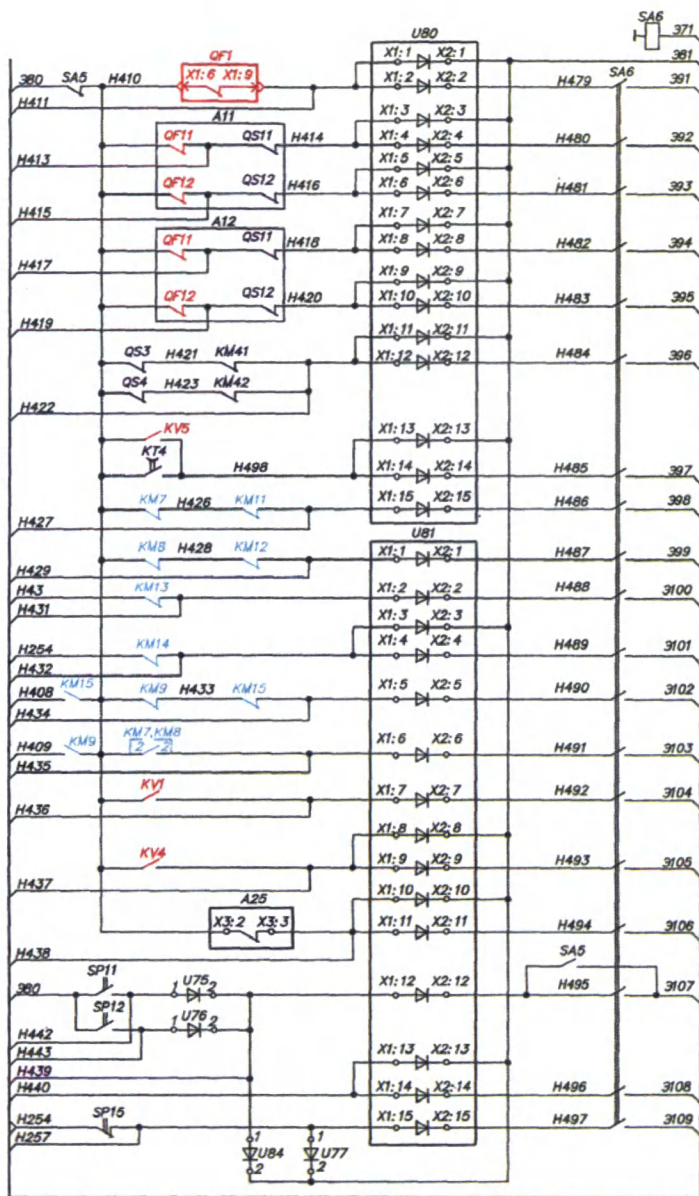 SA6 371
U80
X1:1 X2:1 381
QF1
380 SA5 H410 X1:6 X1:9 X1:2 X2:2 H479 SA6 391
H411
A11 X1:3 X2:3
QF11 QS11 H414 X1:4 X2:4 H480 392
H413 X1:5 X2:5
QF12 QS12 H416 X1:6 X2:6 H481 393
H415
A12 X1:7 X2:7
QF11 QS11 H418 X1:8 X2:8 H482 394
H417
X1:9 X2:9
QF12 QS12 H420 X1:10 X2:10 H483 395
H419
X1:11 X2:11
QS3 H421 KM41 X1:12 X2:12 H484 396
QS4 H423 KM42
H422
KV5 X1:13 X2:13
KT4 H498 X1:14 X2:14 H485 397
KM7 H426 KM11 X1:15 X2:15 H486 398
H427
U81
KM8 H428 KM12 X1:1 X2:1 H487 399
H429
H43 KM13 X1:2 X2:2 H488 3100
H431
X1:3 X2:3
H254 KM14 X1:4 X2:4 H489 3101
H432
H408 KM15 KM9 H433 KM15 X1:5 X2:5 H490 3102
H434
H409 KM9 KM7,KM8 X1:6 X2:6 H491 3103
2 2
H435
KV1 X1:7 X2:7 H492 3104
H436
X1:8 X2:8
KV4 X1:9 X2:9 H493 3105
H437
A25 X1:10 X2:10
X3:2 X3:3 X1:11 X2:11 H494 3106
H438
SA5
980 SP11 1 U75 2 X1:12 X2:12 H495 3107
SP12 1 U76 2
H442
H443
H439 X1:13 X2:13
H440 X1:14 X2:14 H496 3108
H254 SP15 X1:15 X2:15 H497 3109
H257
1 1
U84 U77
2 2